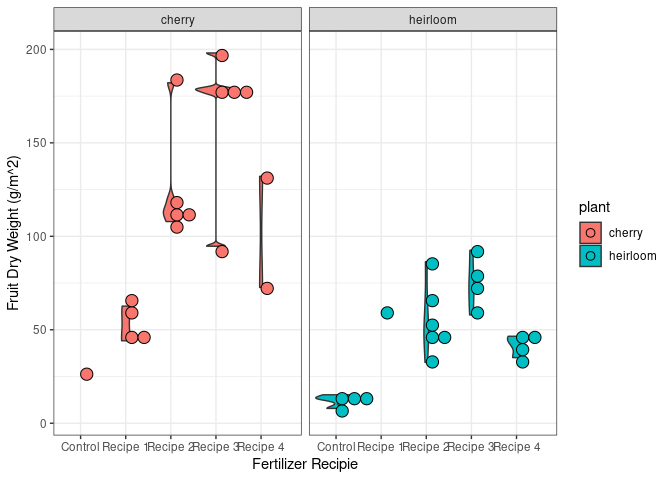 cherry heirloom
200
150
100
50
0
Fruit Dry Weight (g/m^2)
Control Recipe 1 Recipe 2 Recipe 3 Recipe 4 Control Recipe 1 Recipe 2 Recipe 3 Recipe 4
Fertilizer Recipie
plant
cherry
heirloom